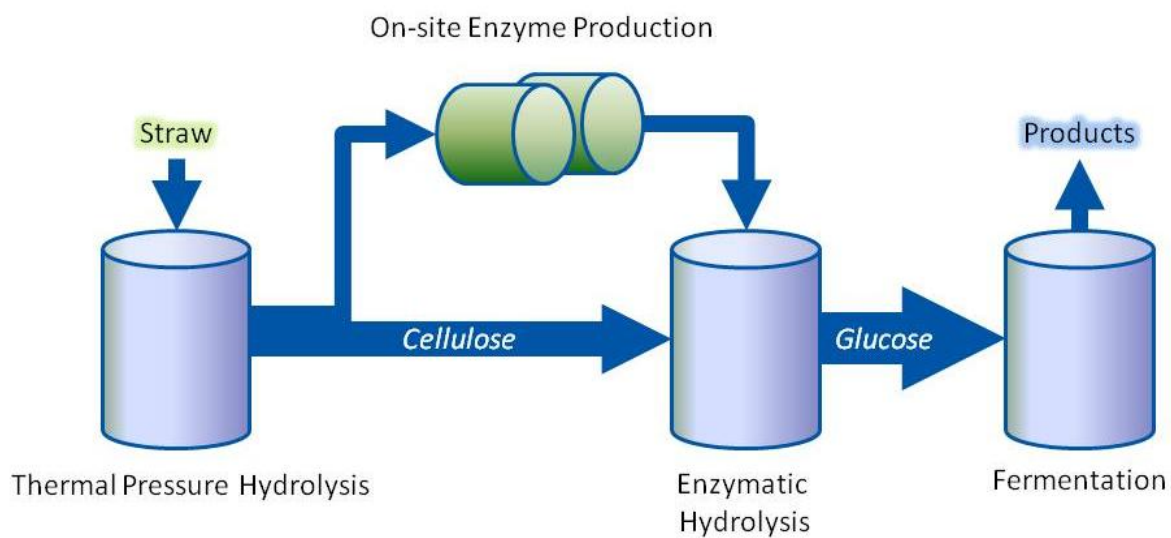 On-site Enzyme Production
Straw
Products
Cellulose
Glucose
Thermal Pressure Hydrolysis
Enzymatic
Hydrolysis
Fermentation